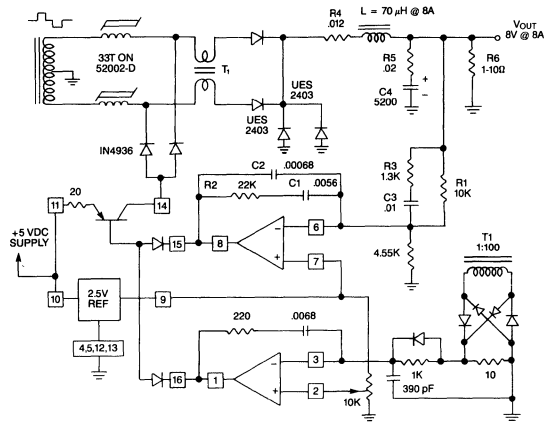 R4
.012
L = 70 μH @ 8A
VOUT
8V @ 8A
33T ON
52002-D
T1
R5
.02
+
−
C4
5200
R6
1-10Ω
UES
2403
UES
2403
IN4936
C2
.00068
R2
22K
C1
.0056
R3
1.3K
C3
.01
R1
10K
20
11
14
+5 VDC
SUPPLY
15
8
−
+
6
7
4.55K
T1
1:100
10
2.5V
REF
9
4,5,12,13
220
.0068
16
1
−
+
3
2
10K
1K
10
390 pF